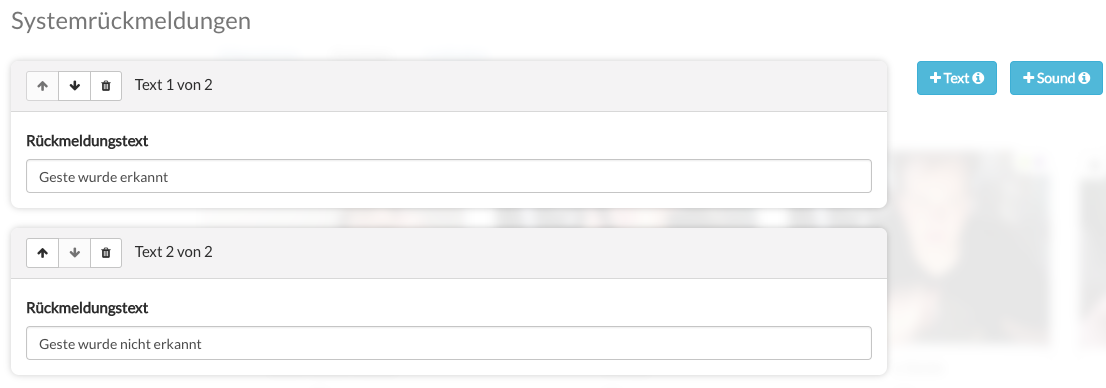 Systemrückmeldungen
Text 1 von 2
Text
Sound
Rückmeldungstext
Geste wurde erkannt
Text 2 von 2
Rückmeldungstext
Geste wurde nicht erkannt